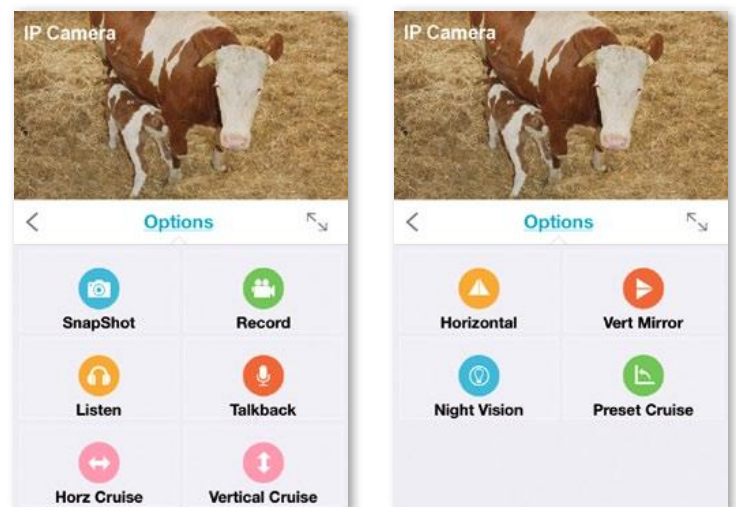 IP Camera
Options
SnapShot
Record
Listen
Talkback
Horz Cruise
Vertical Cruise
IP Camera
Options
Horizontal
Vert Mirror
Night Vision
Preset Cruise